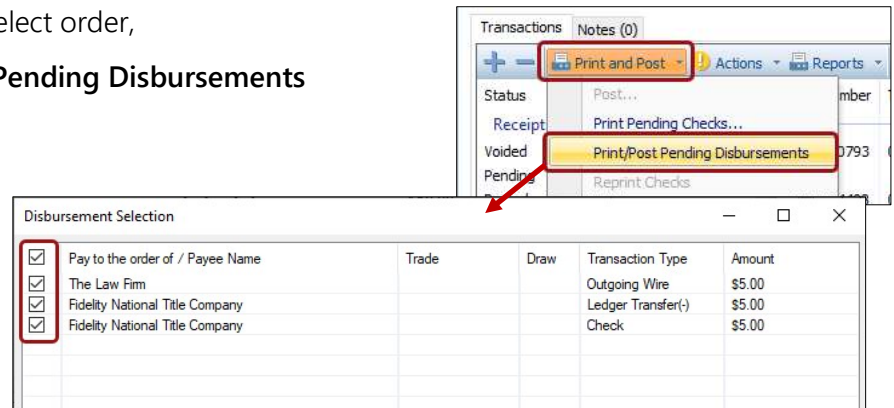 elect order,
Pending Disbursements
Transactions Notes (0)
Print and Post Actions Reports
Status Post... mber
Receipt Print Pending Checks...
Voided Print/Post Pending Disbursements 0793
Pending Reprint Checks
Disbursement Selection
Pay to the order of / Payee Name Trade Draw Transaction Type Amount
The Law Firm Outgoing Wire $5.00
Fidelity National Title Company Ledger Transfer(-) $5.00
Fidelity National Title Company Check $5.00